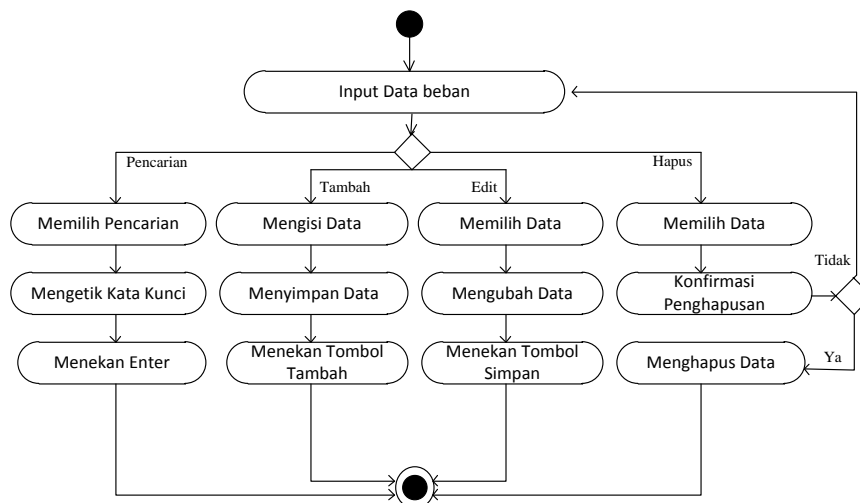 Input Data beban
Pencarian
Hapus
Tambah
Edit
Memilih Pencarian
Mengisi Data
Memilih Data
Memilih Data
Tidak
Mengetik Kata Kunci
Menyimpan Data
Mengubah Data
Konfirmasi
Penghapusan
Menekan Enter
Menekan Tombol
Tambah
Menekan Tombol
Simpan
Menghapus Data
Ya